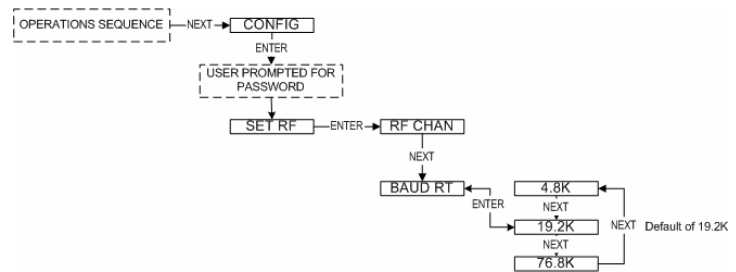 OPERATIONS SEQUENCE
NEXT
CONFIG
ENTER
USER PROMPTED FOR
PASSWORD
SET RF
ENTER
RF CHAN
NEXT
BAUD RT
4.8K
ENTER
NEXT
19.2K
NEXT
Default of 19.2K
NEXT
76.8K